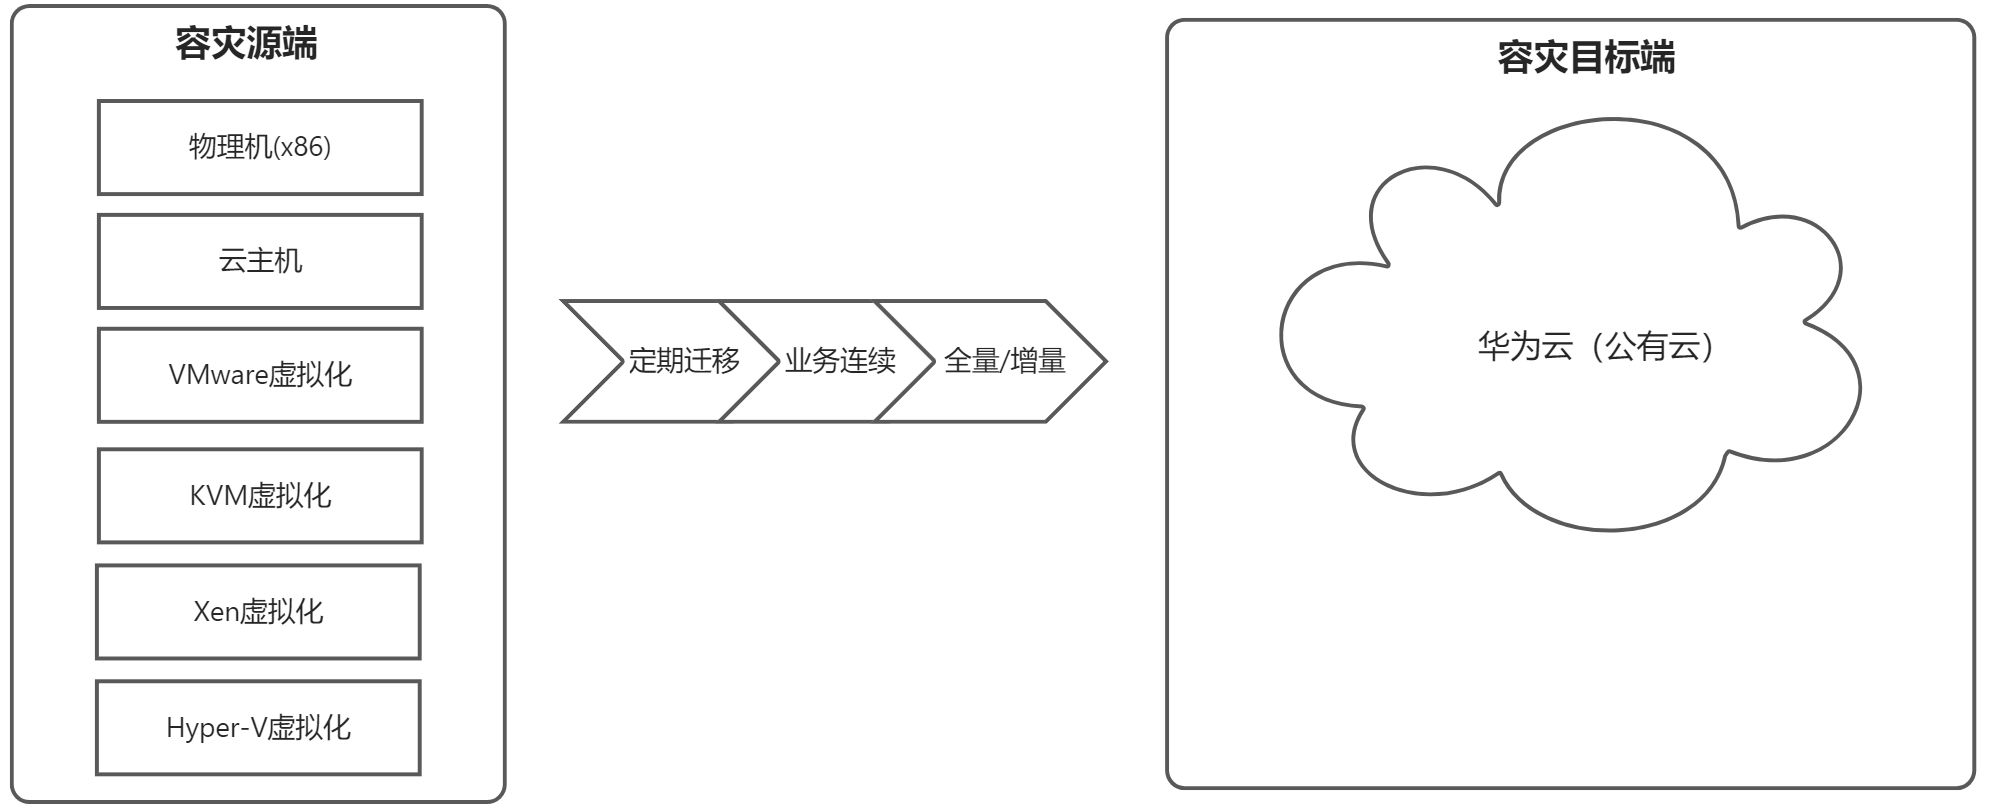 容灾源端
物理机(x86)
云主机
VMware虚拟化
KVM虚拟化
Xen虚拟化
Hyper-V虚拟化
定期迁移
业务连续
全量/增量
容灾目标端
华为云（公有云）